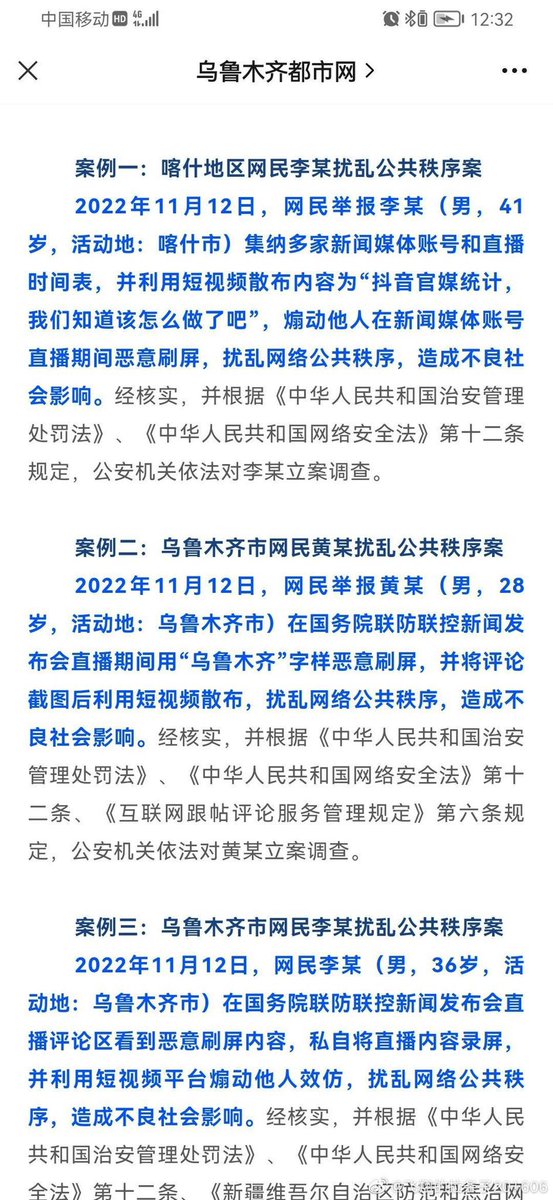 中国移动 HD 4G 12:32
乌鲁木齐都市网
案例一：喀什地区网民李某扰乱公共秩序案
2022年11月12日，网民举报李某（男，41
岁，活动地：喀什市）集纳多家新闻媒体账号和直播
时间表，并利用短视频散布内容为“抖音官媒统计，
我们知道该怎么做了吧”，煽动他人在新闻媒体账号
直播期间恶意刷屏，扰乱网络公共秩序，造成不良社
会影响。经核实，并根据《中华人民共和国治安管理
处罚法》、《中华人民共和国网络安全法》第十二条
规定，公安机关依法对李某立案调查。
案例二：乌鲁木齐市网民黄某扰乱公共秩序案
2022年11月12日，网民举报黄某（男，28
岁，活动地：乌鲁木齐市）在国务院联防联控新闻发
布会直播期间用“乌鲁木齐”字样恶意刷屏，并将评论
截图后利用短视频散布，扰乱网络公共秩序，造成不
良社会影响。经核实，并根据《中华人民共和国治安
管理处罚法》、《中华人民共和国网络安全法》第十
二条、《互联网跟帖评论服务管理规定》第六条规
定，公安机关依法对黄某立案调查。
案例三：乌鲁木齐市网民李某扰乱公共秩序案
2022年11月12日，网民李某（男，36岁，活
动地：乌鲁木齐市）在国务院联防联控新闻发布会直
播评论区看到恶意刷屏内容，私自将直播内容录屏，
并利用短视频平台煽动他人效仿，扰乱网络公共秩
序，造成不良社会影响。经核实，并根据《中华人民
共和国治安管理处罚法》、《中华人民共和国网络安
全法》第十二条、《新疆维吾尔自治区防范和惩治